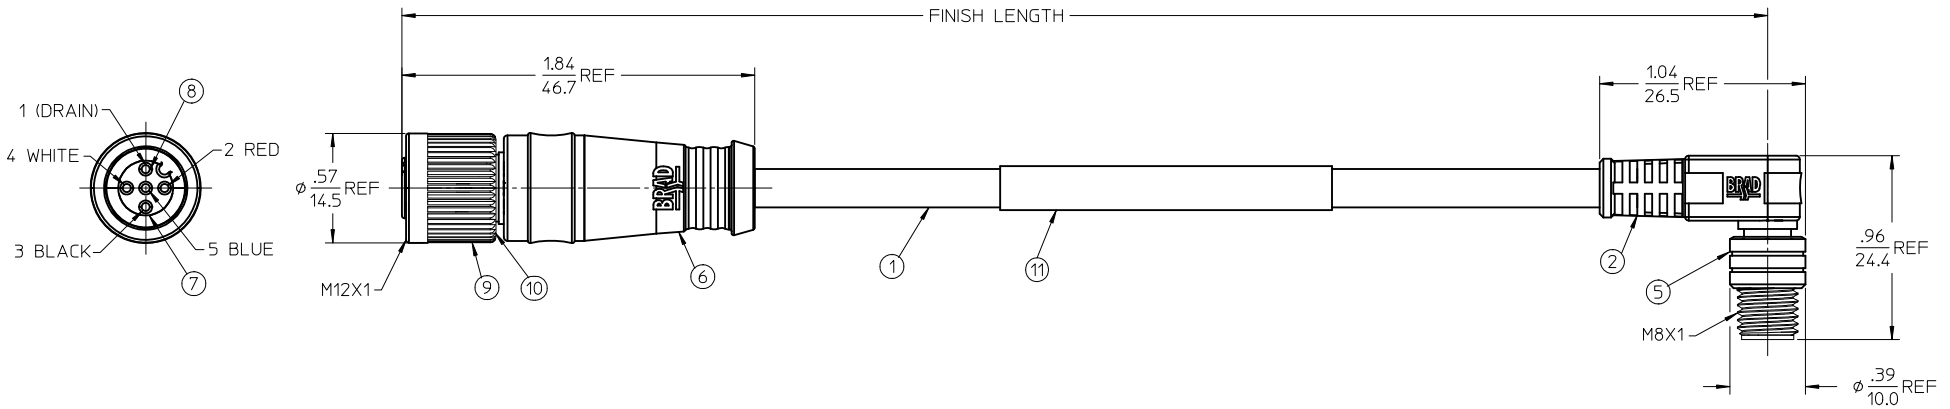 FINISH LENGTH
1.84
46.7 REF
1.04
26.5 REF
1 (DRAIN)
8
4 WHITE
2 RED
3 BLACK
5 BLUE
7
Ø .57
14.5 REF
M12X1
9
10
BRAD
6
1
11
BRAD
2
5
M8X1
.96
24.4 REF
Ø .39
10.0 REF